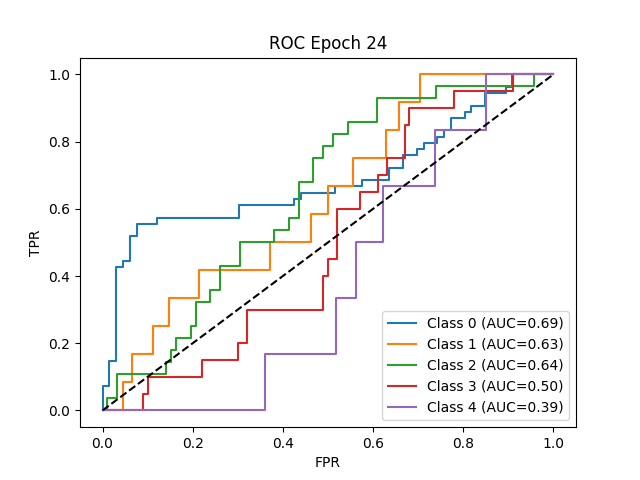 ROC Epoch 24
TPR
1.0
0.8
0.6
0.4
0.2
0.0
Class 0 (AUC=0.69)
Class 1 (AUC=0.63)
Class 2 (AUC=0.64)
Class 3 (AUC=0.50)
Class 4 (AUC=0.39)
0.0 0.2 0.4 0.6 0.8 1.0
FPR